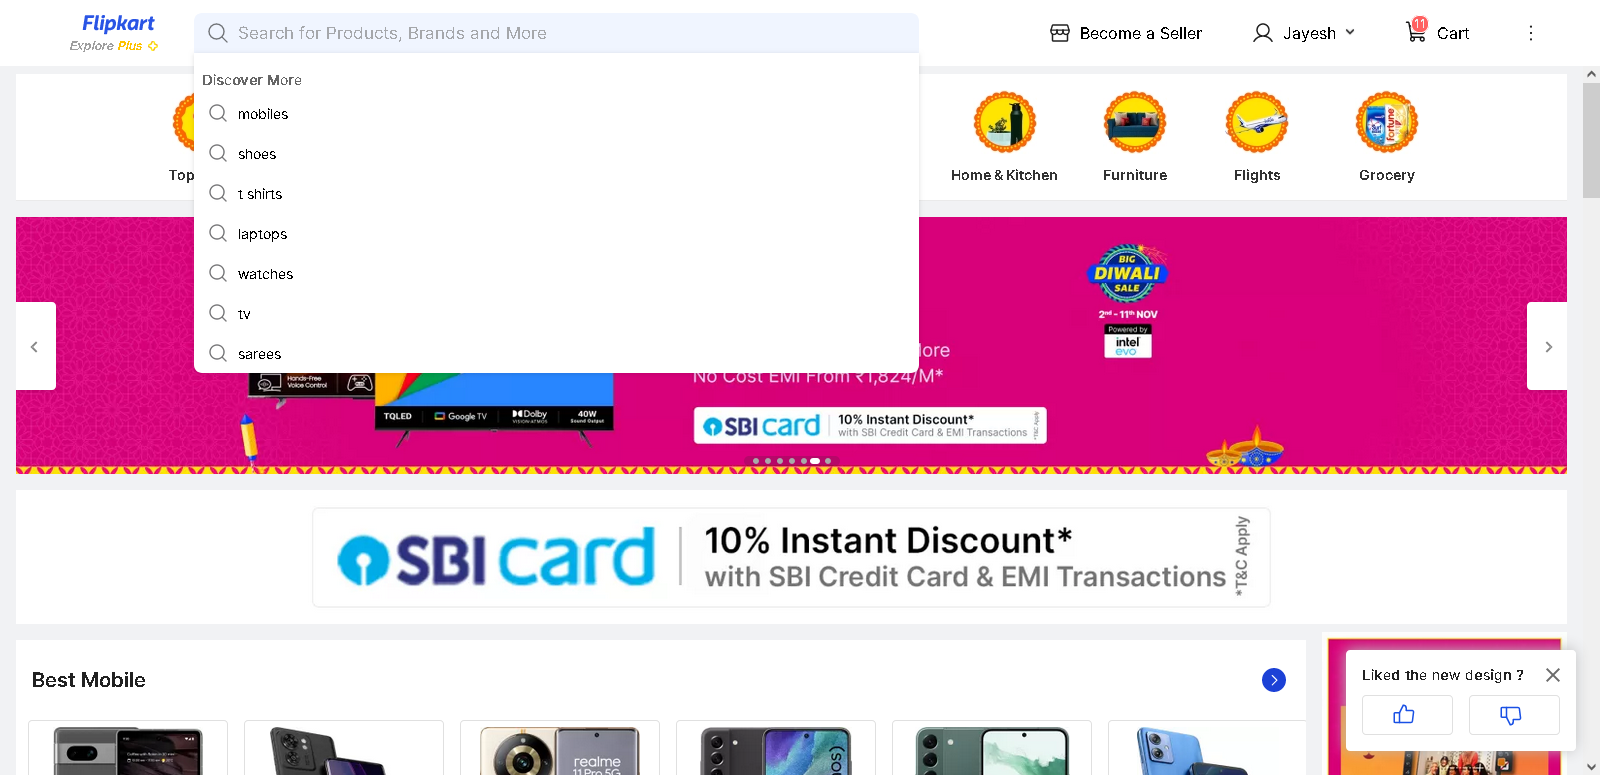 Flipkart
Explore Plus
Search for Products, Brands and More
Become a Seller
Jayesh
11
Cart
Discover More
mobiles
shoes
t shirts
laptops
watches
tv
sarees
Top
Home & Kitchen
Furniture
Flights
Grocery
BIG
DIWALI
SALE
2nd - 11th NOV
Powered by
intel
evo
ore
No Cost EMI From ₹1,824/M*
Hands-Free
Voice Control
TQLED
Google TV
Dolby
VISION·ATMOS
40W
Sound Output
SBI card
10% Instant Discount*
with SBI Credit Card & EMI Transactions
*T&C Apply
SBI card
10% Instant Discount*
with SBI Credit Card & EMI Transactions
*T&C Apply
Best Mobile
realme
11 Pro 5G
Liked the new design ?